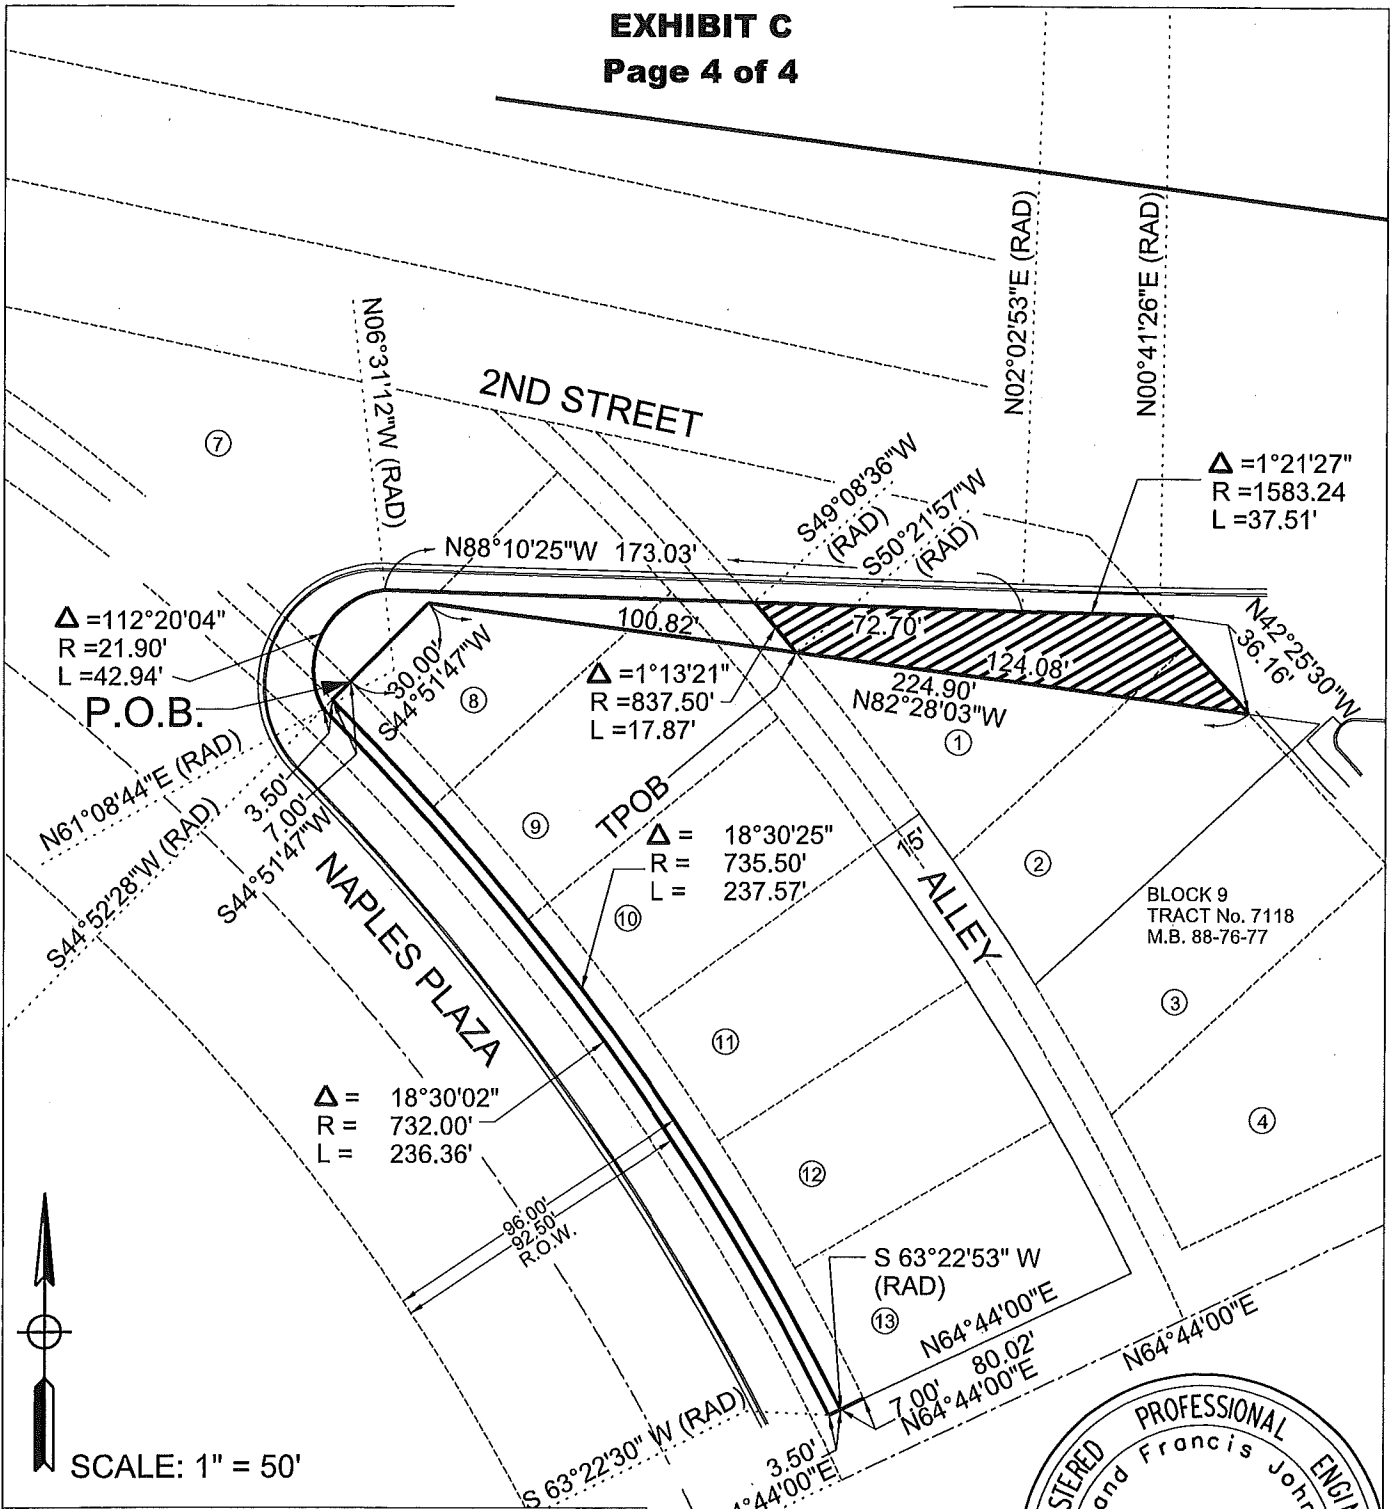 EXHIBIT C
Page 4 of 4
N02°02'53"E (RAD)
N00°41'26"E (RAD)
N06°31'12"W (RAD)
2ND STREET
7
S49°08'36"W
(RAD)
S50°21'57"W
(RAD)
Δ =1°21'27"
R =1583.24
L =37.51'
N88°10'25"W 173.03'
Δ =112°20'04"
R =21.90'
L =42.94'
P.O.B.
100.82'
72.70'
124.08'
224.90'
N82°28'03"W
N42°25'30"W
36.16'
30.00'
S44°51'47"W
8
Δ =1°13'21"
R =837.50'
L =17.87'
1
N61°08'44"E (RAD)
S44°52'28"W (RAD)
3.50'
7.00'
S44°51'47"W
9
TPOB
Δ = 18°30'25"
R = 735.50'
L = 237.57'
10
15'
ALLEY
2
BLOCK 9
TRACT No. 7118
M.B. 88-76-77
NAPLES PLAZA
3
11
Δ = 18°30'02"
R = 732.00'
L = 236.36'
4
12
96.00'
92.50'
R.O.W.
S 63°22'53" W
(RAD)
13
N64°44'00"E
80.02'
7.00'
N64°44'00"E
N64°44'00"E
S 63°22'30" W (RAD)
3.50'
4°44'00"E
SCALE: 1" = 50'
STERED PROFESSIONAL ENGI
and Francis John